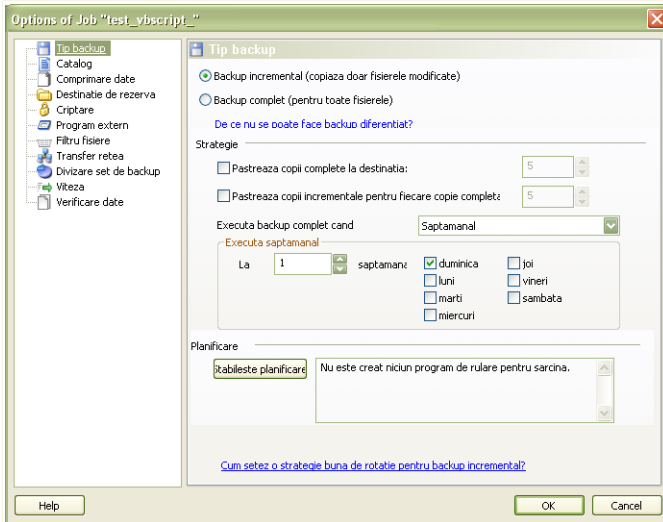 Options of Job "test_vbscript_"
Tip backup
Catalog
Comprimare date
Destinatie de rezerva
Criptare
Program extern
Filtru fisiere
Transfer retea
Divizare set de backup
Viteza
Verificare date
Tip backup
Backup incremental (copiaza doar fisierele modificate)
Backup complet (pentru toate fisierele)
De ce nu se poate face backup diferentiat?
Strategie
Pastreaza copii complete la destinatia: 5
Pastreaza copii incrementale pentru fiecare copie completa 5
Executa backup complet cand Saptamanal
Executa saptamanal
La 1 saptamana
duminica joi
luni vineri
marti sambata
miercuri
Planificare
Stabileste planificare
Nu este creat niciun program de rulare pentru sarcina.
Cum setez o strategie buna de rotatie pentru backup incremental?
Help OK Cancel